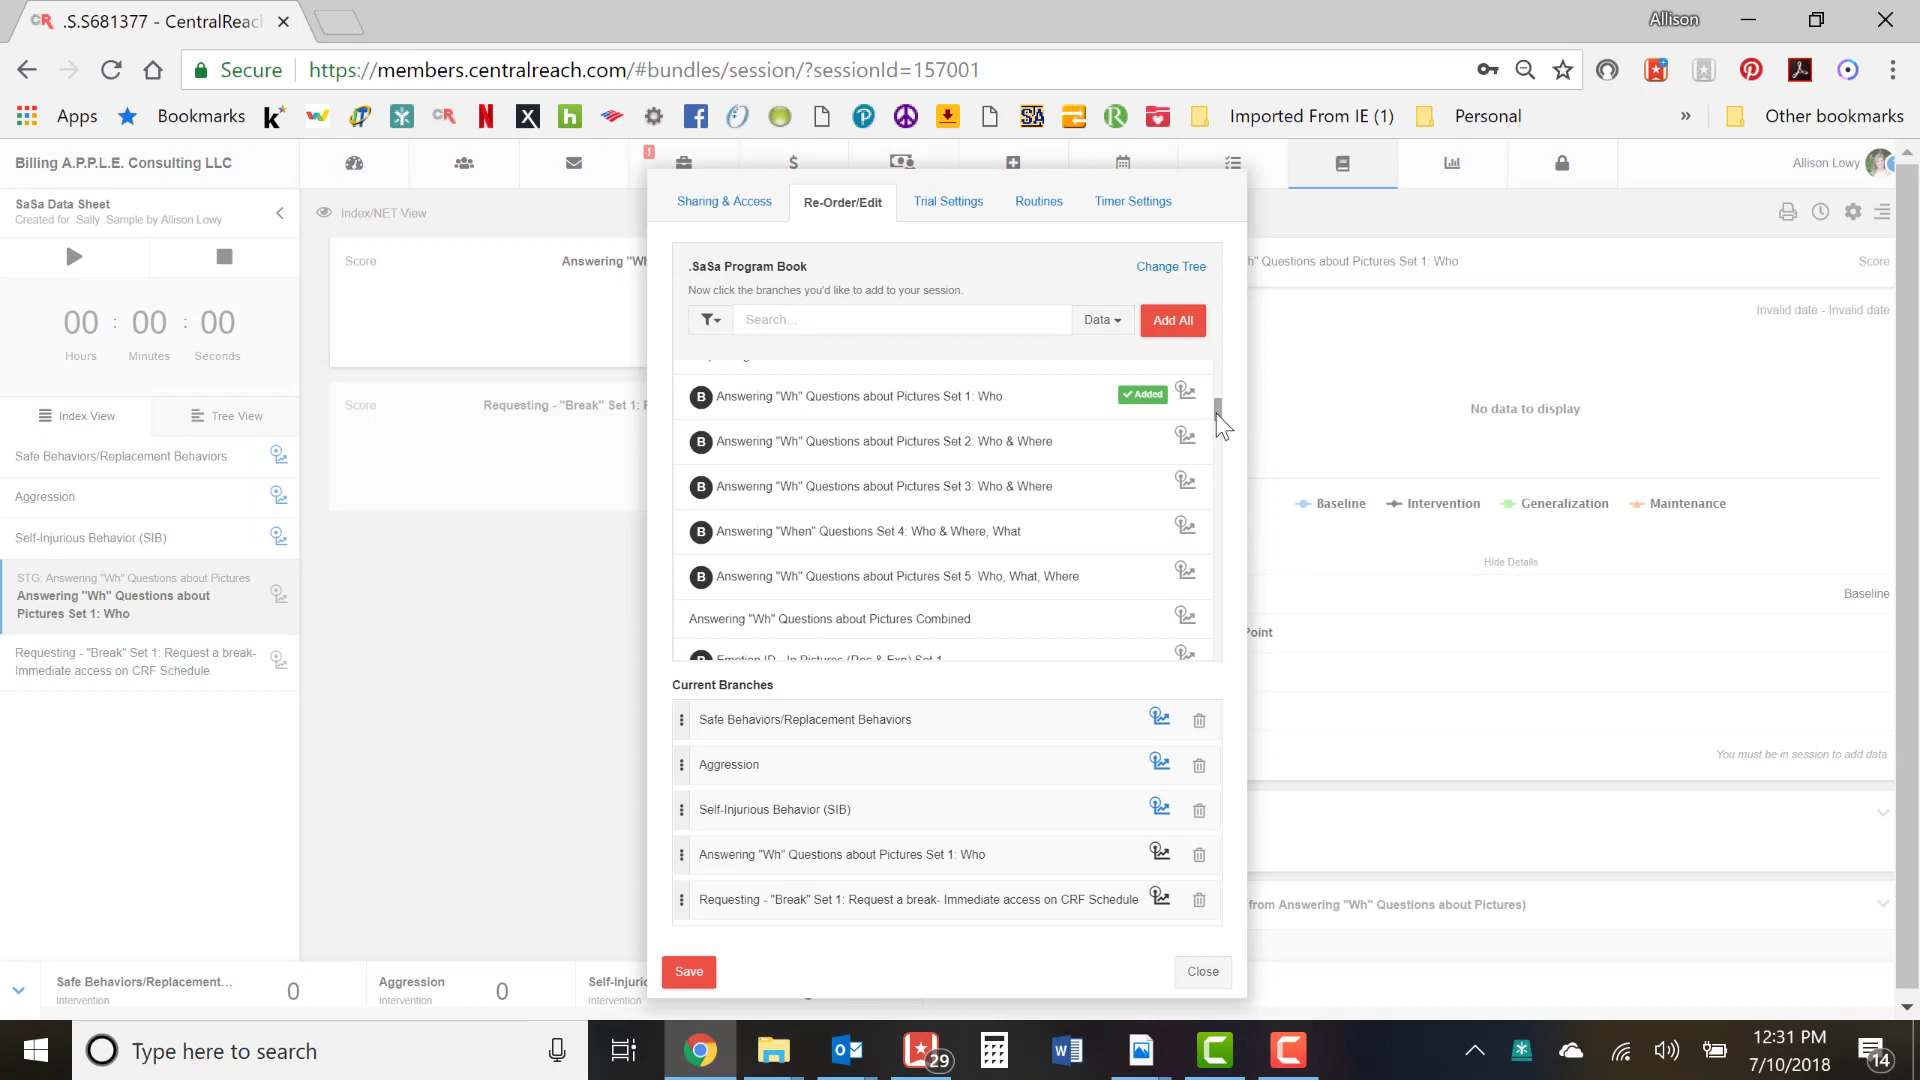 .S.S681377 - CentralReach
Allison
Secure
https://members.centralreach.com/#bundles/session/?sessionId=157001
Apps
Bookmarks
Imported From IE (1)
Personal
»
Other bookmarks
Billing A.P.P.L.E. Consulting LLC
Allison Lowy
SaSa Data Sheet
Created for .Sally .Sample by Allison Lowy
Index/NET View
00 : 00 : 00
Hours Minutes Seconds
Index View
Tree View
Safe Behaviors/Replacement Behaviors
Aggression
Self-Injurious Behavior (SIB)
STG: Answering "Wh" Questions about Pictures
Answering "Wh" Questions about
Pictures Set 1: Who
Requesting - "Break" Set 1: Request a break-
Immediate access on CRF Schedule
Score
Answering "Wh
Score
Requesting - "Break" Set 1: F
Sharing & Access
Re-Order/Edit
Trial Settings
Routines
Timer Settings
.SaSa Program Book
Change Tree
Now click the branches you'd like to add to your session.
Search...
Data
Add All
B Answering "Wh" Questions about Pictures Set 1: Who
Added
B Answering "Wh" Questions about Pictures Set 2: Who & Where
B Answering "Wh" Questions about Pictures Set 3: Who & Where
B Answering "When" Questions Set 4: Who & Where, What
B Answering "Wh" Questions about Pictures Set 5: Who, What, Where
Answering "Wh" Questions about Pictures Combined
B Emotion ID - In Pictures (Rec & Exp) Set 1
Current Branches
Safe Behaviors/Replacement Behaviors
Aggression
Self-Injurious Behavior (SIB)
Answering "Wh" Questions about Pictures Set 1: Who
Requesting - "Break" Set 1: Request a break- Immediate access on CRF Schedule
Save
Close
h" Questions about Pictures Set 1: Who
Score
Invalid date - Invalid date
No data to display
Baseline
Intervention
Generalization
Maintenance
Hide Details
Baseline
Point
You must be in session to add data
from Answering "Wh" Questions about Pictures)
Safe Behaviors/Replacement...
Intervention
0
Aggression
Intervention
0
Self-Injuri
Intervention
Type here to search
29
12:31 PM
7/10/2018
14